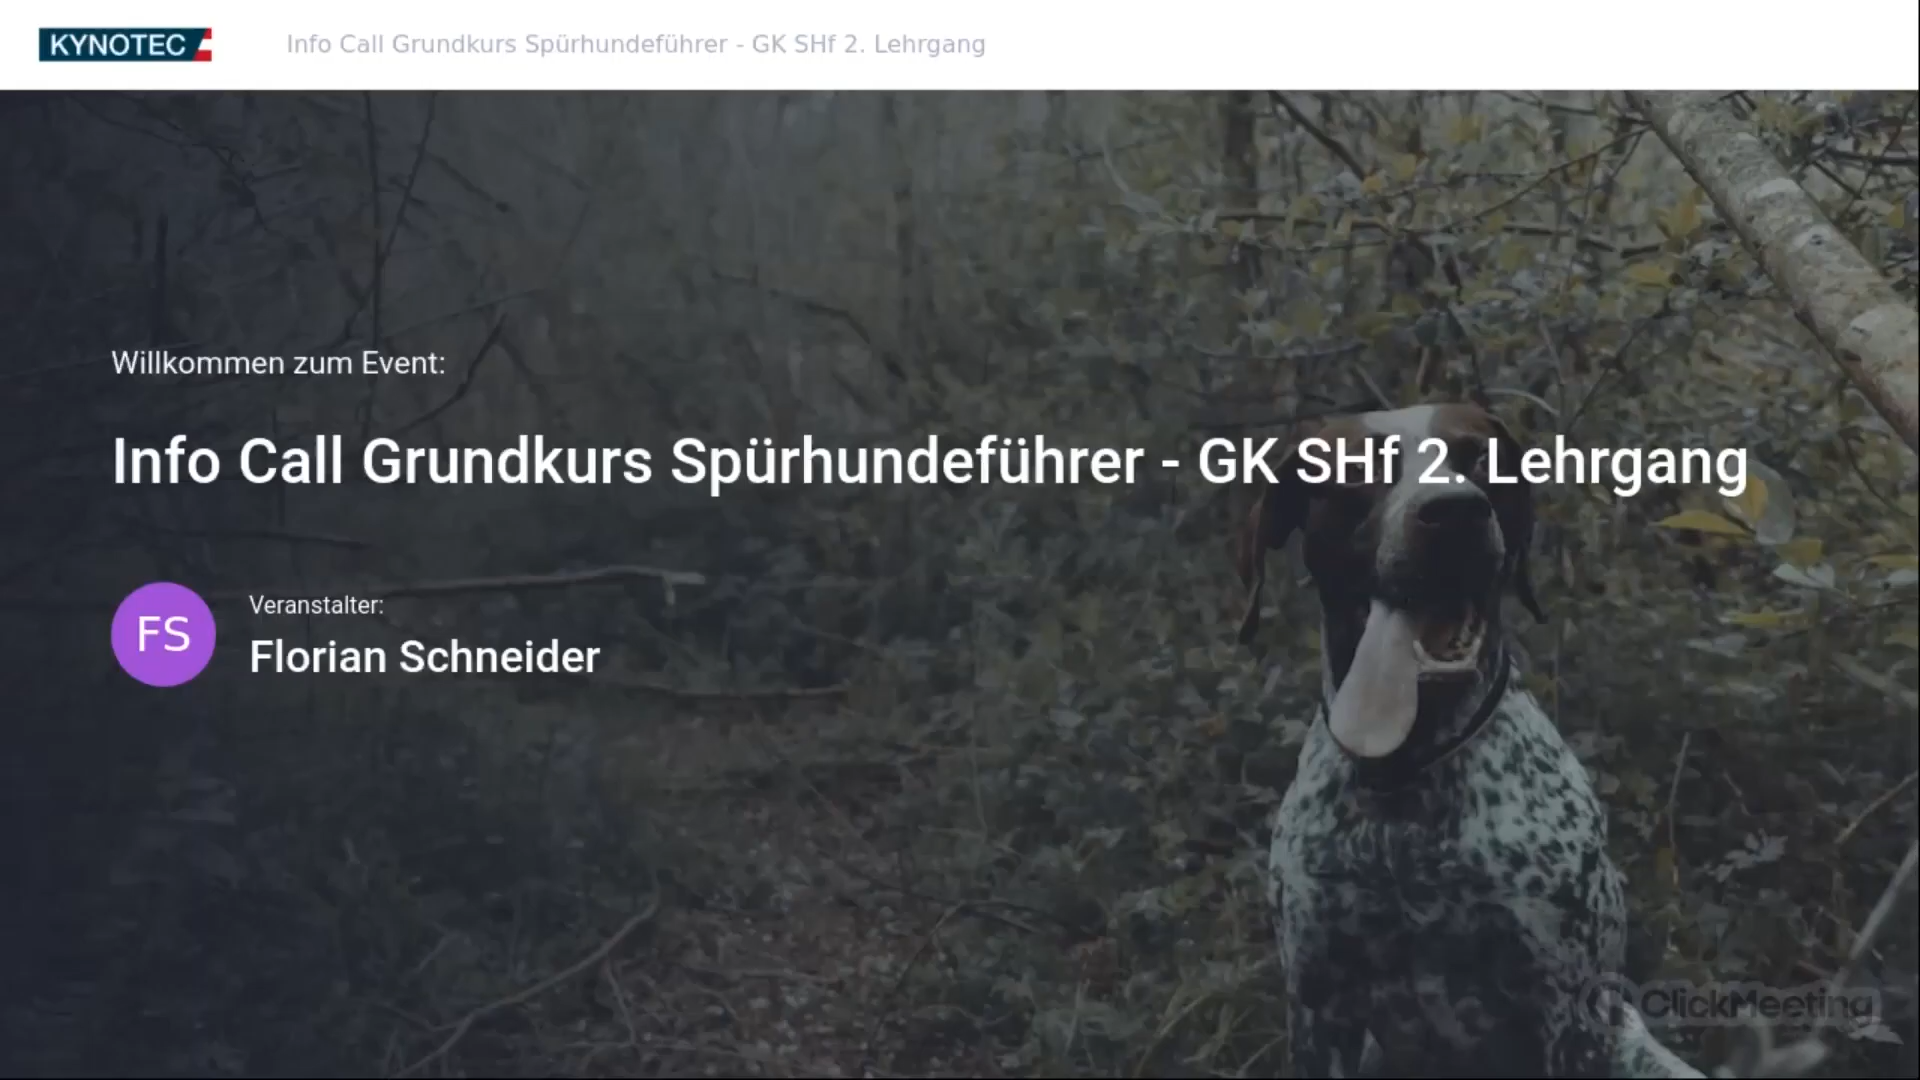 KYNOTEC
Info Call Grundkurs Spürhundeführer - GK SHf 2. Lehrgang
Willkommen zum Event:
Info Call Grundkurs Spürhundeführer - GK SHf 2. Lehrgang
FS
Veranstalter:
Florian Schneider
ClickMeeting